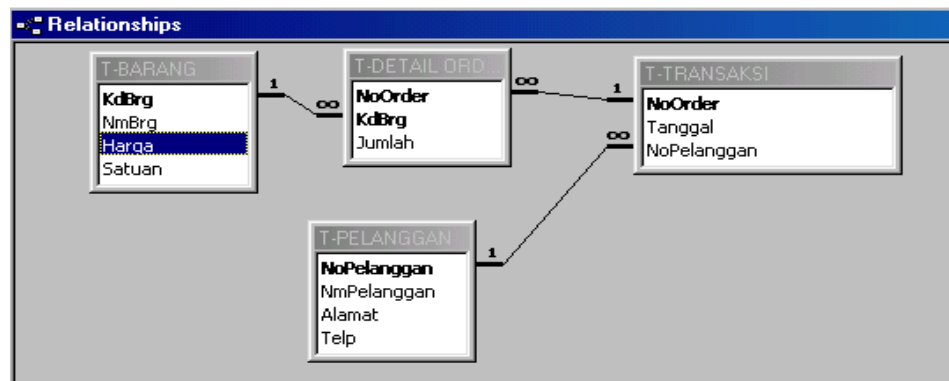 Relationships
T-BARANG
KdBrg
NmBrg
Harga
Satuan
1
∞
T-DETAIL ORD...
NoOrder
KdBrg
Jumlah
∞
1
T-TRANSAKSI
NoOrder
Tanggal
NoPelanggan
∞
T-PELANGGAN
NoPelanggan
NmPelanggan
Alamat
Telp
1